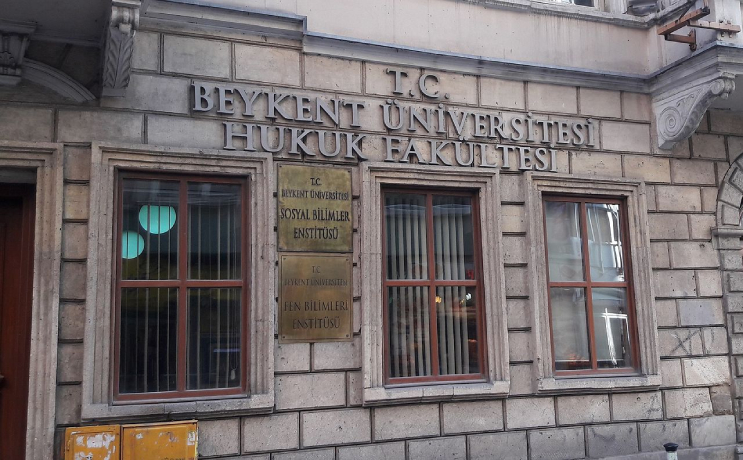 T.C.
BEYKENT ÜNİVERSİTESİ
HUKUK FAKÜLTESİ
T.C.
BEYKENT ÜNİVERSİTESİ
SOSYAL BİLİMLER
ENSTİTÜSÜ
T.C.
BEYKENT ÜNİVERSİTESİ
FEN BİLİMLERİ
ENSTİTÜSÜ